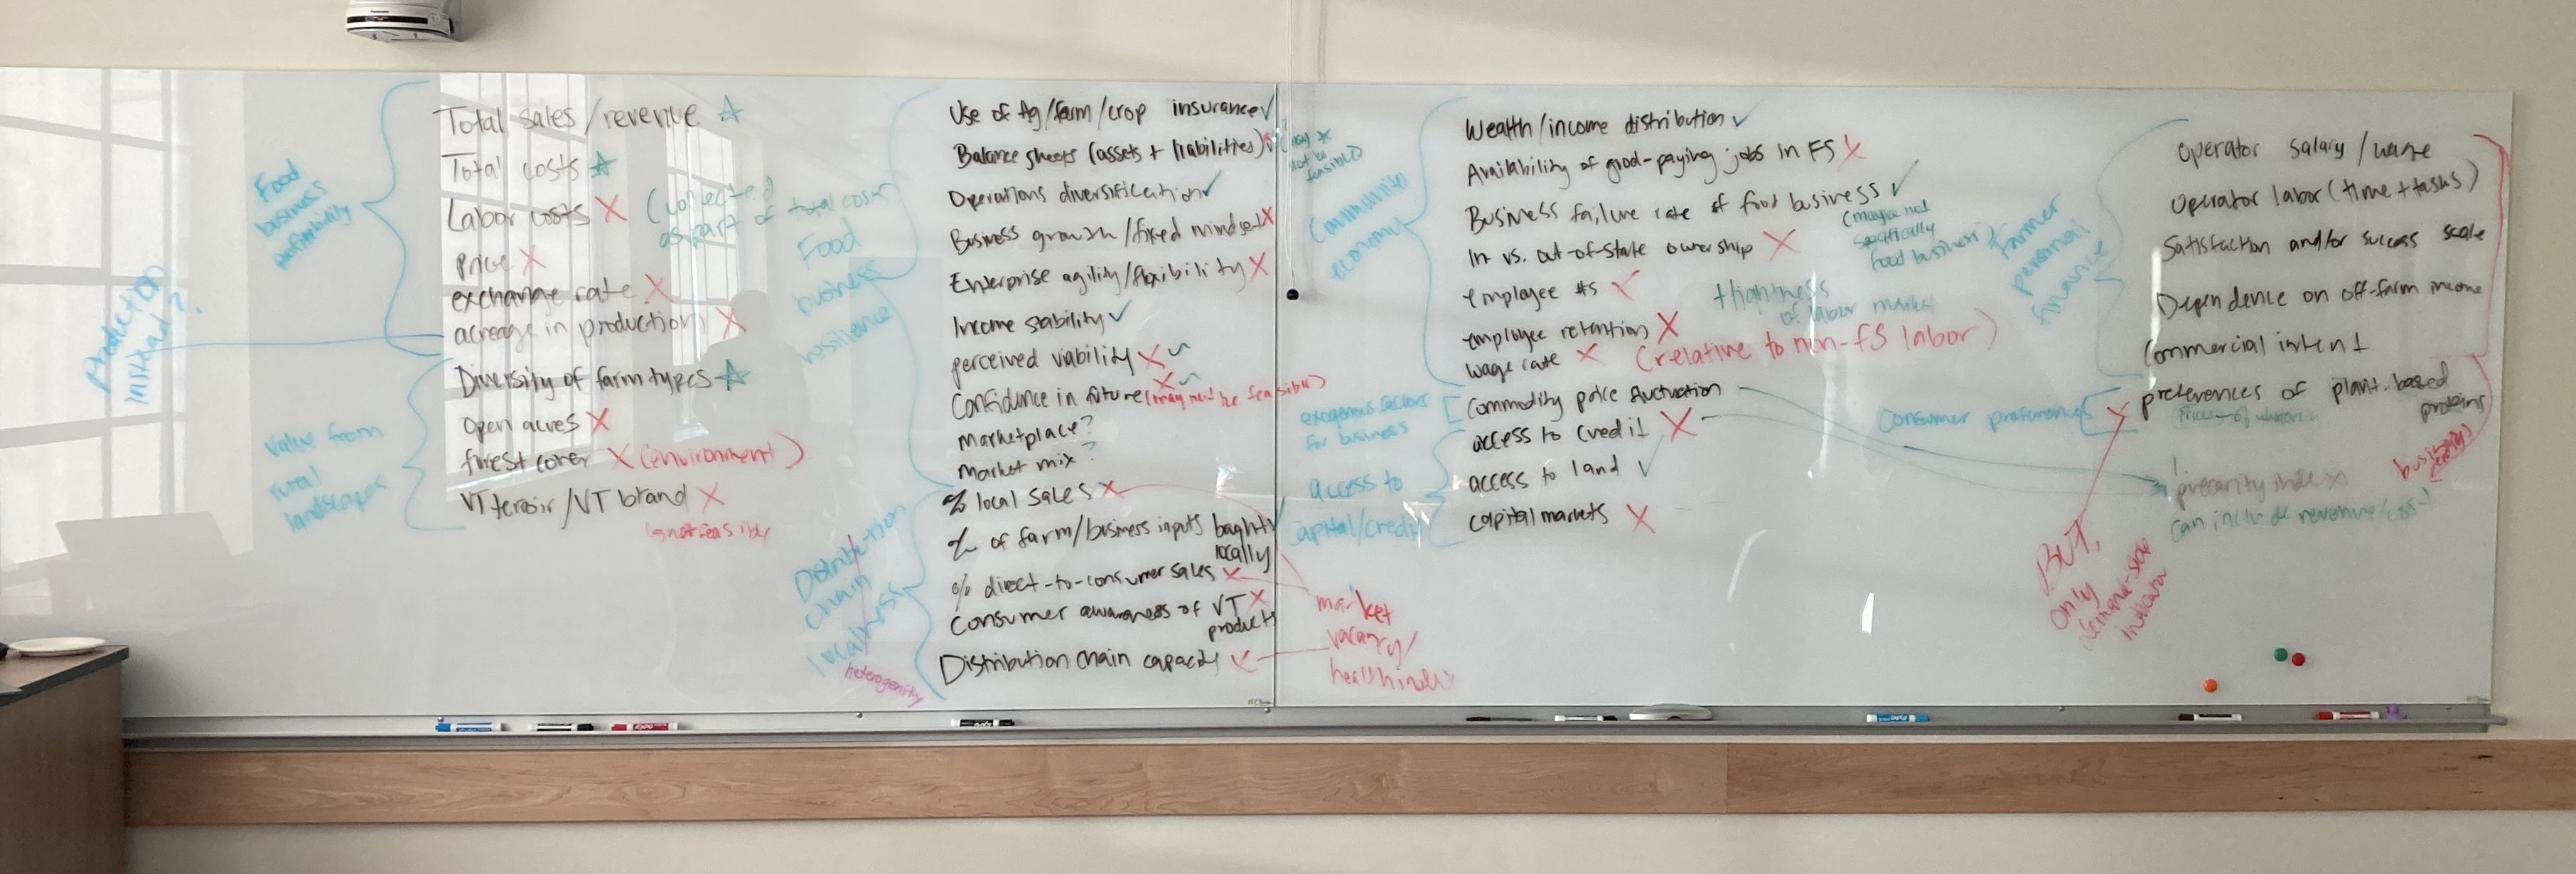 Food
business
profitability
Production
instead?
Value from
rural
landscapes
Total sales/revenue ☆
Total costs ☆
Labor costs X (collected
as part of total costs
price X
exchange rate X
acreage in production X
Diversity of farm types ☆
Open acres X
forest cover X (environment)
VT terroir/VT brand X
not feasible
Food
business
resilience
Distribution
chain
localness
heterogenity
Use of Ag/farm/crop insurance ✓
Balance sheets (assets + liabilities)
(may
not be
feasible)
Operations diversification ✓
Business growth/fixed mindset X
Enterprise agility/flexibility X
Income stability ✓
perceived viability X ~
Confidence in future X ~ (may not be feasible)
Marketplace?
Market mix?
% local sales X
% of farm/business inputs bought ✓
locally
% direct-to-consumer sales X
Consumer awareness of VT X
products
Distribution chain capacity X
market
vacancy/
health index
Community
economy
exogenous factors
for business
access to
capital/credit
Wealth/income distribution ✓
Availability of good-paying jobs in FS X
Business failure rate of food business ✓
(maybe not
specifically
food business)
In vs. out-of-state ownership X
employee #s X
+ tightness
of labor market
employee retention X
wage rate X (relative to non-FS labor)
Commodity price fluctuation
access to credit X
access to land ✓
capital markets X
Farmer
personal
finance
Consumer preferences
operator salary/wage
operator labor (time + tasks)
Satisfaction and/or success scale
Dependence on off-farm income
Commercial intent
X preferences of plant-based
proteins
precarity index
can include revenue/cost
BUT,
only
demand-side
indicator